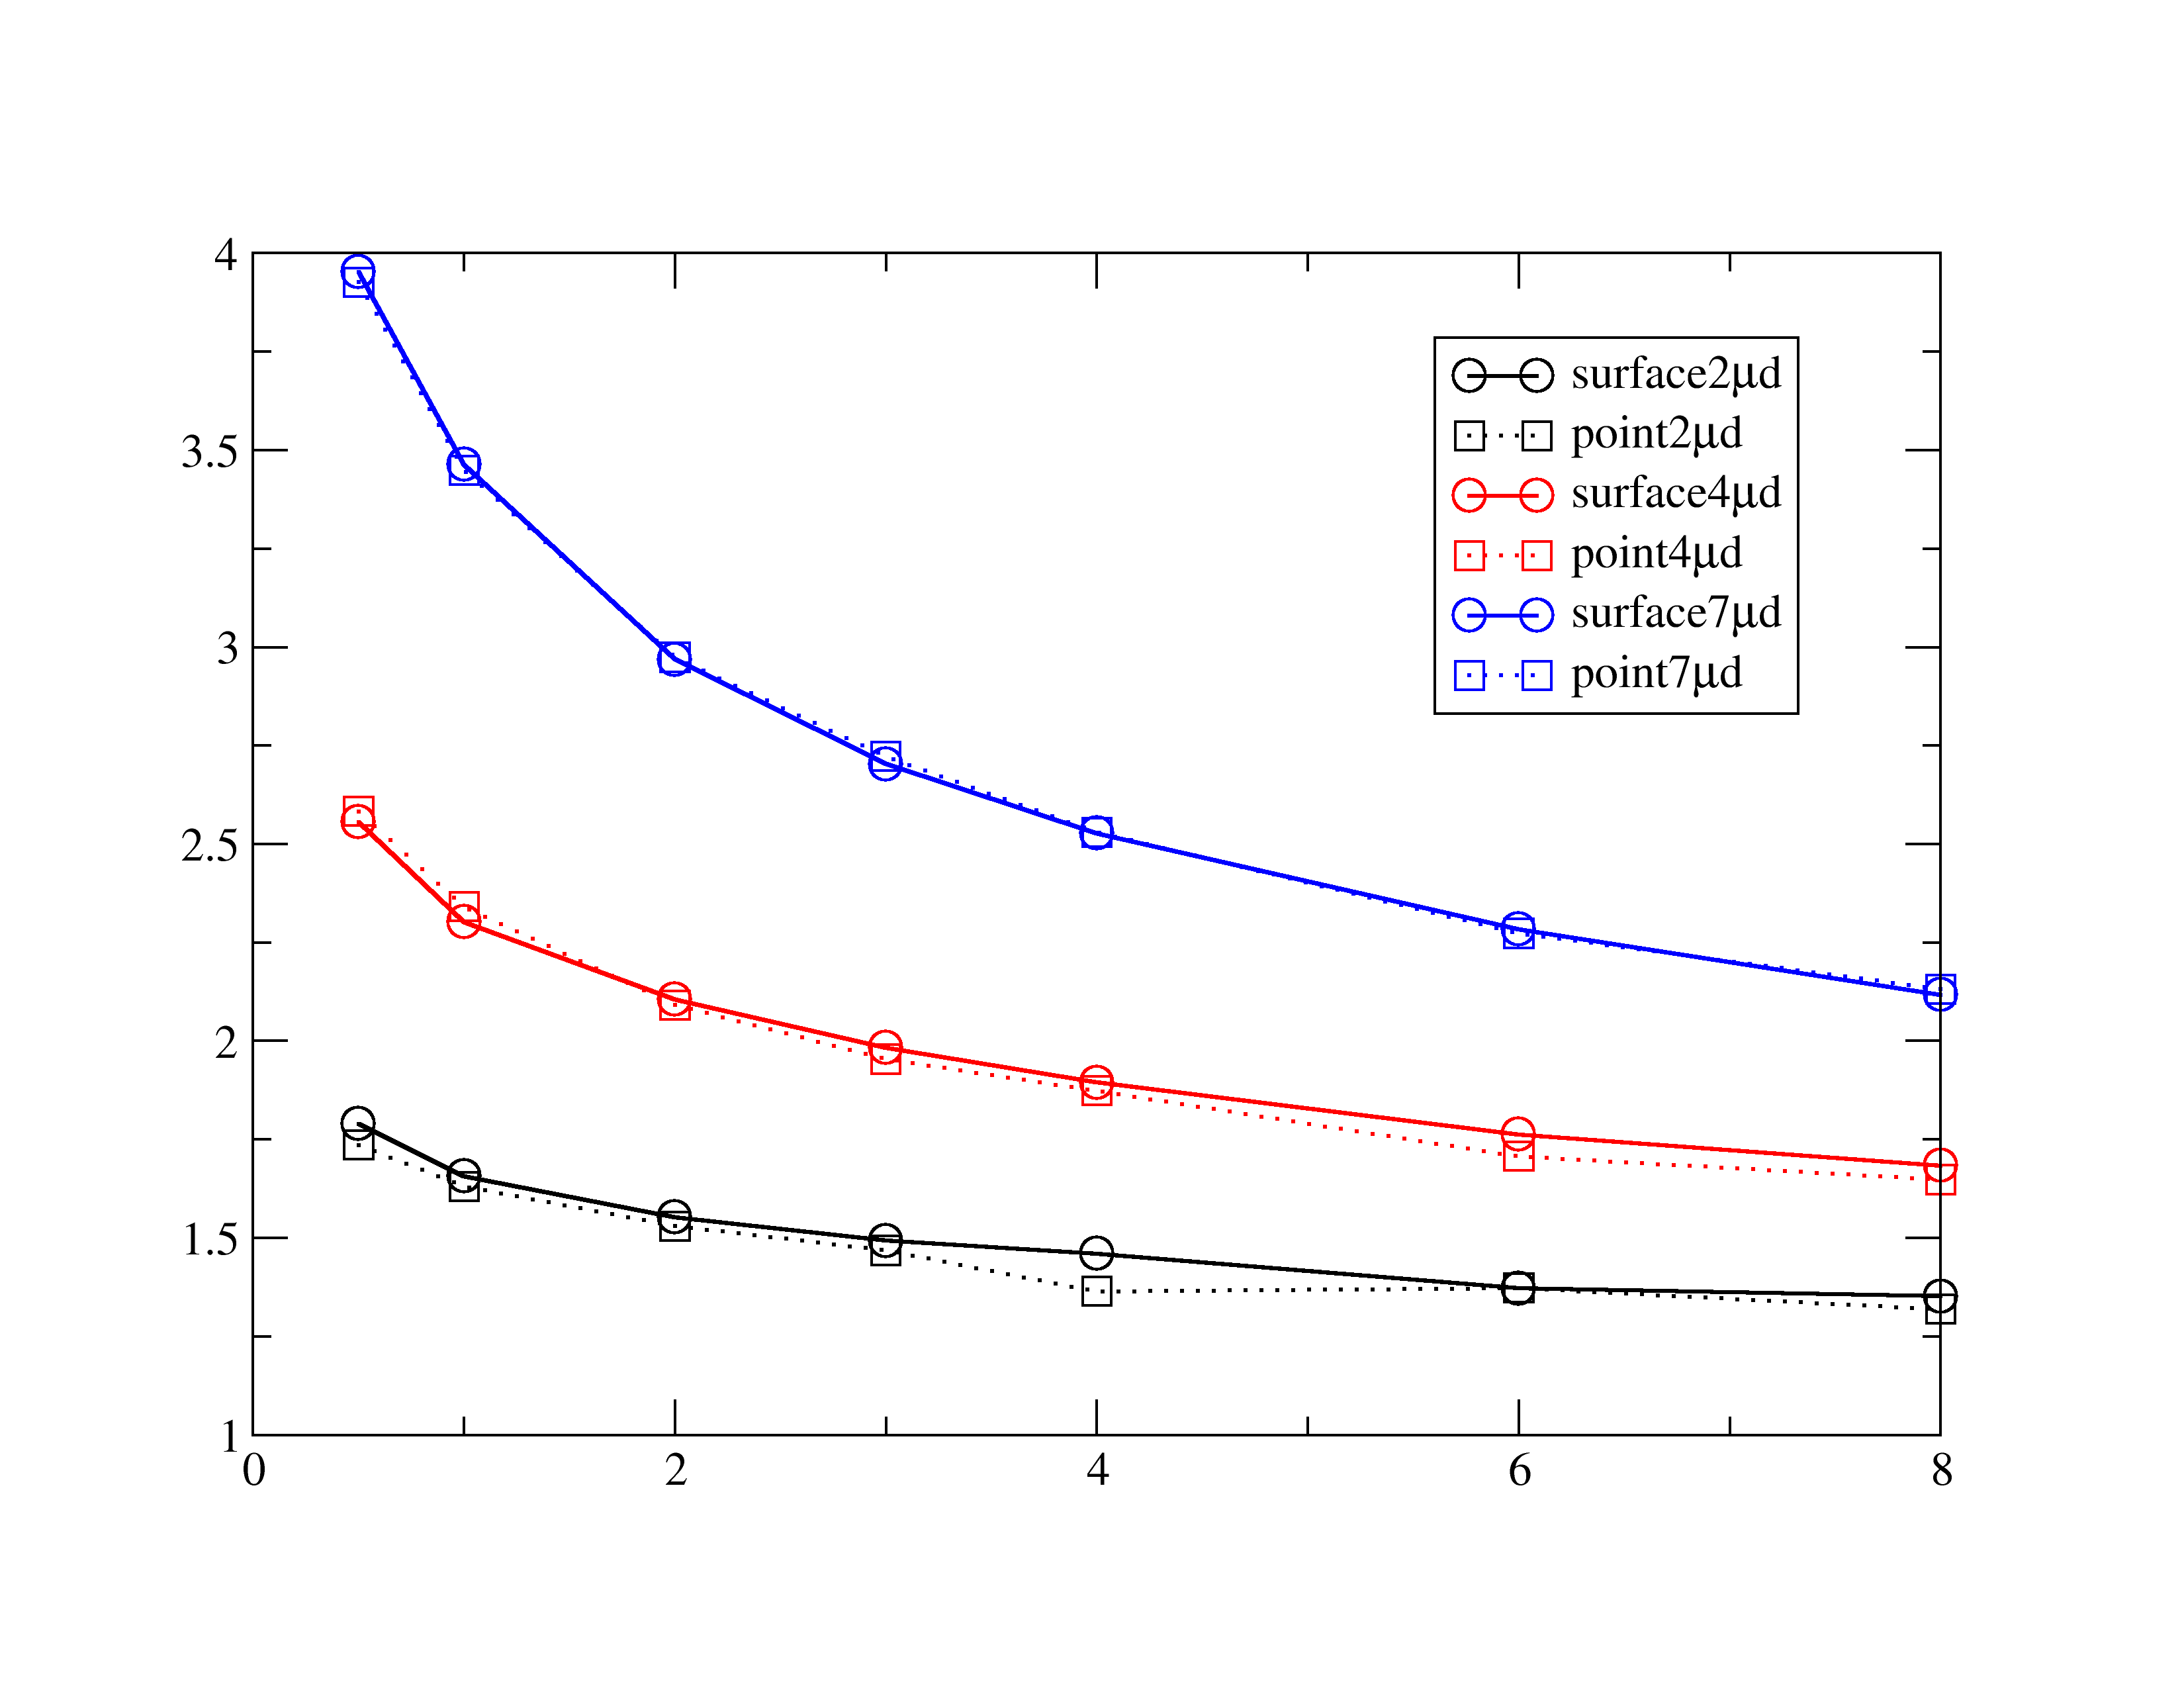 4
3.5
3
2.5
2
1.5
1
0 2 4 6 8
surface2μd
point2μd
surface4μd
point4μd
surface7μd
point7μd